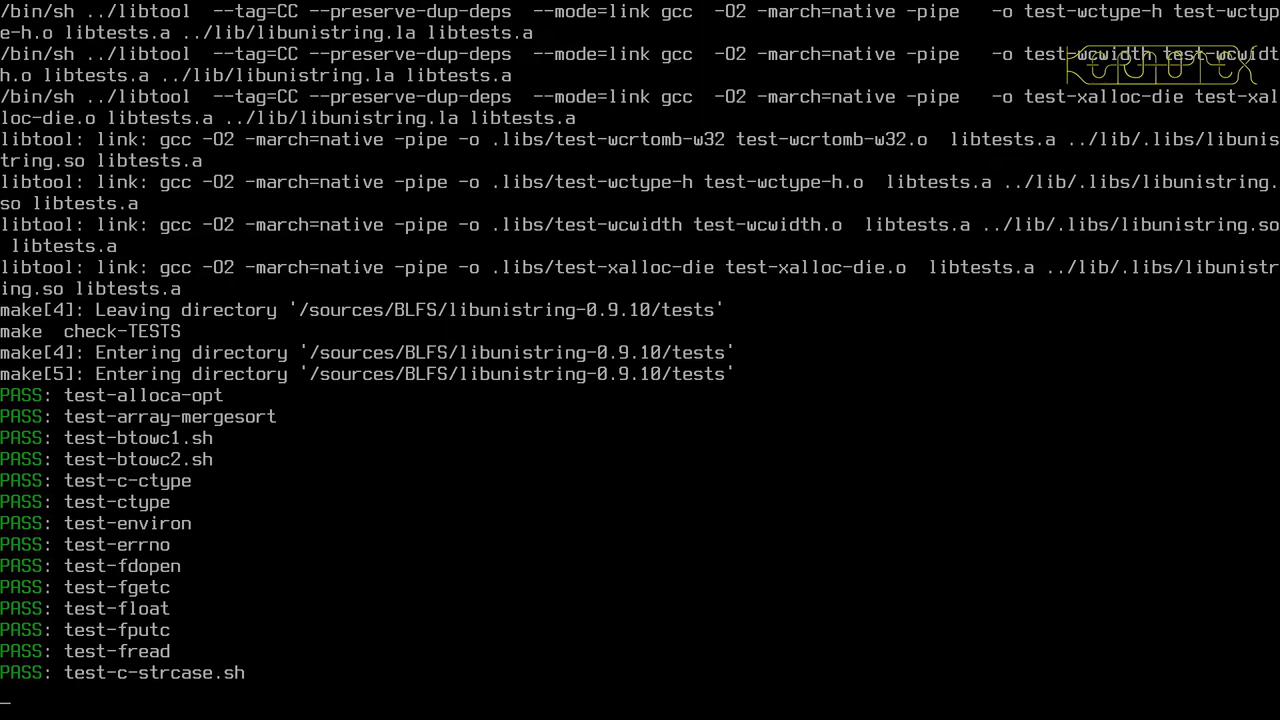 /bin/sh ../libtool  --tag=CC --preserve-dup-deps  --mode=link gcc  -O2 -march=native -pipe   -o test-wctype-h test-wctyp
e-h.o libtests.a ../lib/libunistring.la libtests.a
/bin/sh ../libtool  --tag=CC --preserve-dup-deps  --mode=link gcc  -O2 -march=native -pipe   -o test-wcwidth test-wcwidt
h.o libtests.a ../lib/libunistring.la libtests.a
/bin/sh ../libtool  --tag=CC --preserve-dup-deps  --mode=link gcc  -O2 -march=native -pipe   -o test-xalloc-die test-xal
loc-die.o libtests.a ../lib/libunistring.la libtests.a
libtool: link: gcc -O2 -march=native -pipe -o .libs/test-wcrtomb-w32 test-wcrtomb-w32.o  libtests.a ../lib/.libs/libunis
tring.so libtests.a
libtool: link: gcc -O2 -march=native -pipe -o .libs/test-wctype-h test-wctype-h.o  libtests.a ../lib/.libs/libunistring.
so libtests.a
libtool: link: gcc -O2 -march=native -pipe -o .libs/test-wcwidth test-wcwidth.o  libtests.a ../lib/.libs/libunistring.so
 libtests.a
libtool: link: gcc -O2 -march=native -pipe -o .libs/test-xalloc-die test-xalloc-die.o  libtests.a ../lib/.libs/libunistr
ing.so libtests.a
make[4]: Leaving directory '/sources/BLFS/libunistring-0.9.10/tests'
make  check-TESTS
make[4]: Entering directory '/sources/BLFS/libunistring-0.9.10/tests'
make[5]: Entering directory '/sources/BLFS/libunistring-0.9.10/tests'
PASS: test-alloca-opt
PASS: test-array-mergesort
PASS: test-btowc1.sh
PASS: test-btowc2.sh
PASS: test-c-ctype
PASS: test-ctype
PASS: test-environ
PASS: test-errno
PASS: test-fdopen
PASS: test-fgetc
PASS: test-float
PASS: test-fputc
PASS: test-fread
PASS: test-c-strcase.sh